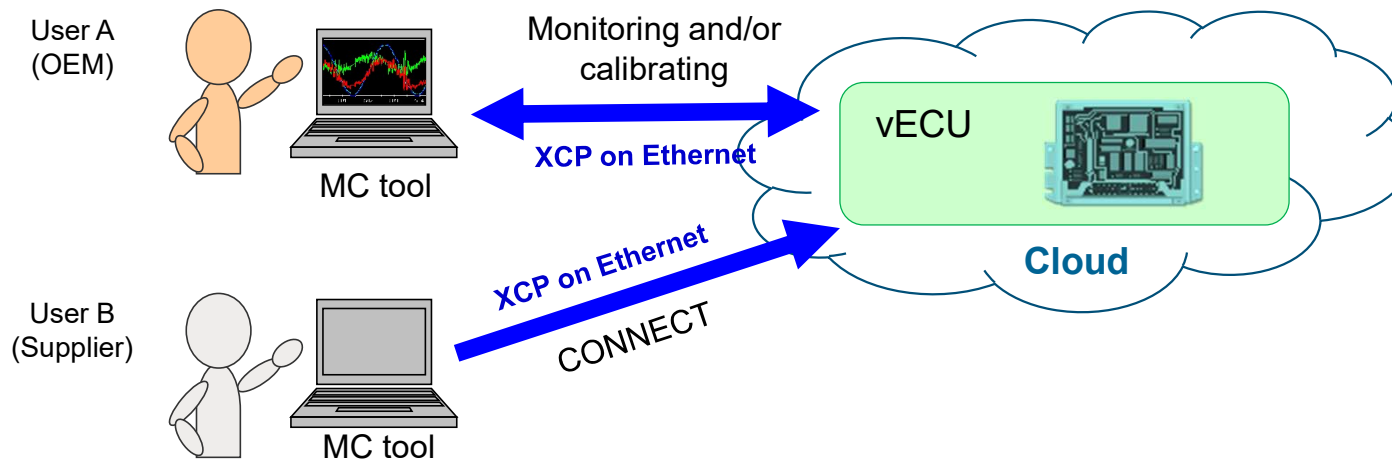 User A
(OEM)
MC tool
Monitoring and/or
calibrating
XCP on Ethernet
vECU
Cloud
User B
(Supplier)
MC tool
XCP on Ethernet
CONNECT